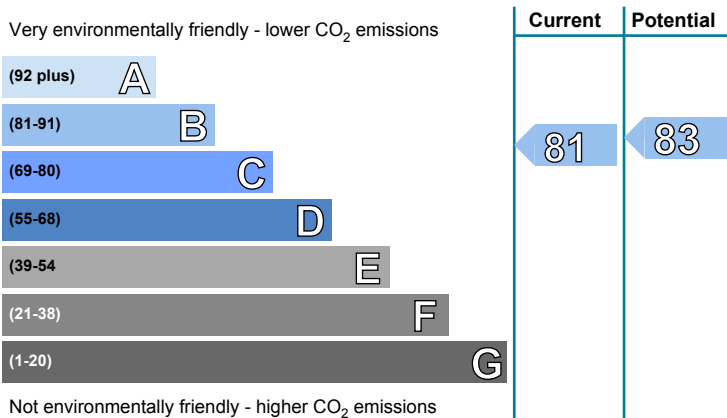 Very environmentally friendly - lower CO2 emissions
Current
Potential
(92 plus) A
(81-91) B
(69-80) C
(55-68) D
(39-54 E
(21-38) F
(1-20) G
81
83
Not environmentally friendly - higher CO2 emissions